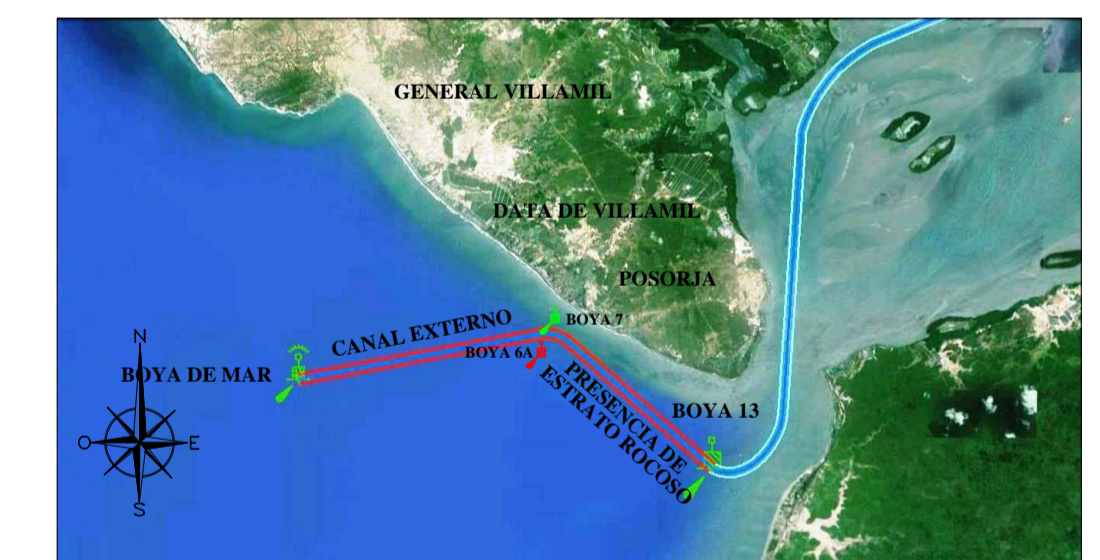 GENERAL VILLAMIL
DATA DE VILLAMIL
POSORJA
CANAL EXTERNO
BOYA 7
BOYA 6A
BOYA DE MAR
PRESENCIA DE
ESTRATO ROCOSO
BOYA 13
N
O
E
S